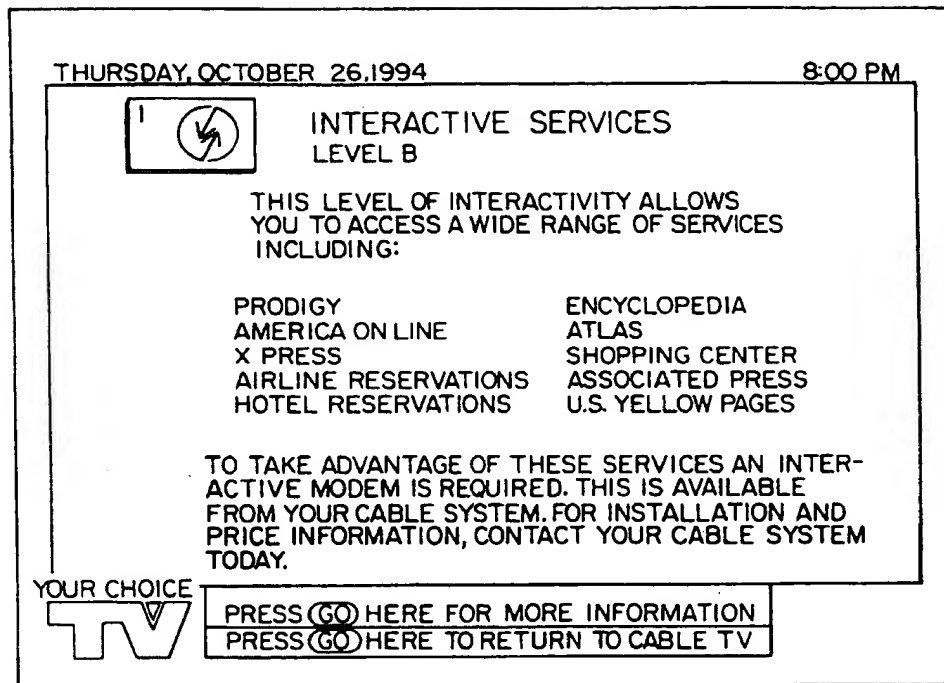 THURSDAY, OCTOBER 26.1994 8:00 PM
1
INTERACTIVE SERVICES
LEVEL B
THIS LEVEL OF INTERACTIVITY ALLOWS
YOU TO ACCESS A WIDE RANGE OF SERVICES
INCLUDING:
PRODIGY ENCYCLOPEDIA
AMERICA ON LINE ATLAS
X PRESS SHOPPING CENTER
AIRLINE RESERVATIONS ASSOCIATED PRESS
HOTEL RESERVATIONS U.S. YELLOW PAGES
TO TAKE ADVANTAGE OF THESE SERVICES AN INTER-
ACTIVE MODEM IS REQUIRED. THIS IS AVAILABLE
FROM YOUR CABLE SYSTEM. FOR INSTALLATION AND
PRICE INFORMATION, CONTACT YOUR CABLE SYSTEM
TODAY.
YOUR CHOICE
TV
PRESS GO HERE FOR MORE INFORMATION
PRESS GO HERE TO RETURN TO CABLE TV